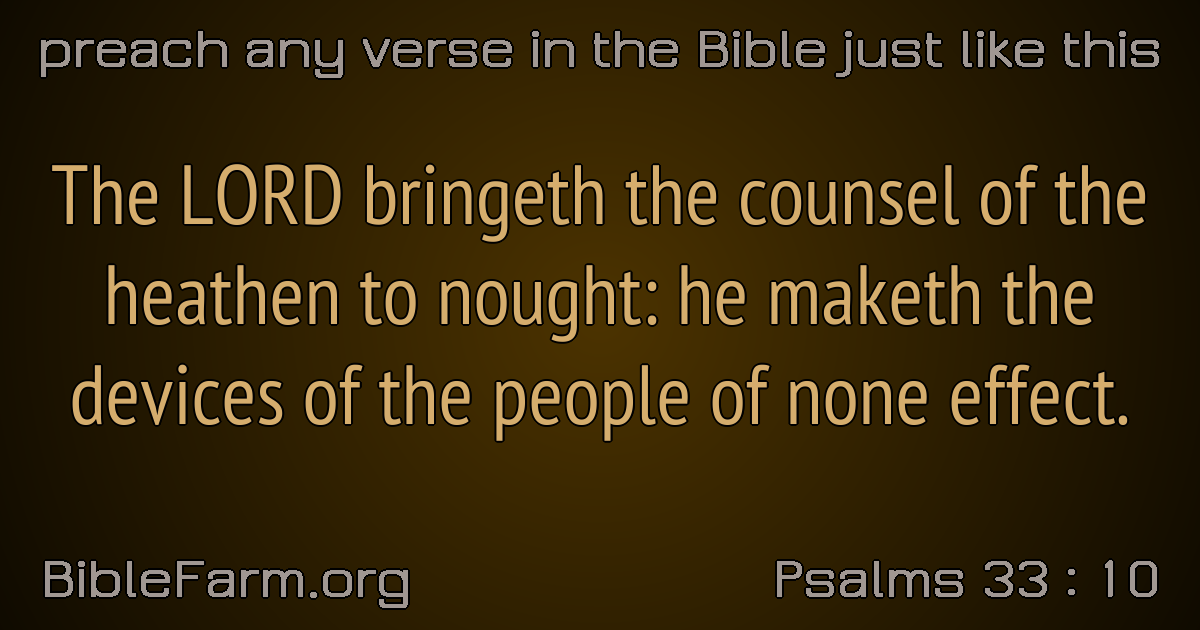 preach any verse in the Bible just like this
The LORD bringeth the counsel of the
heathen to nought: he maketh the
devices of the people of none effect.
BibleFarm.org
Psalms 33 : 10